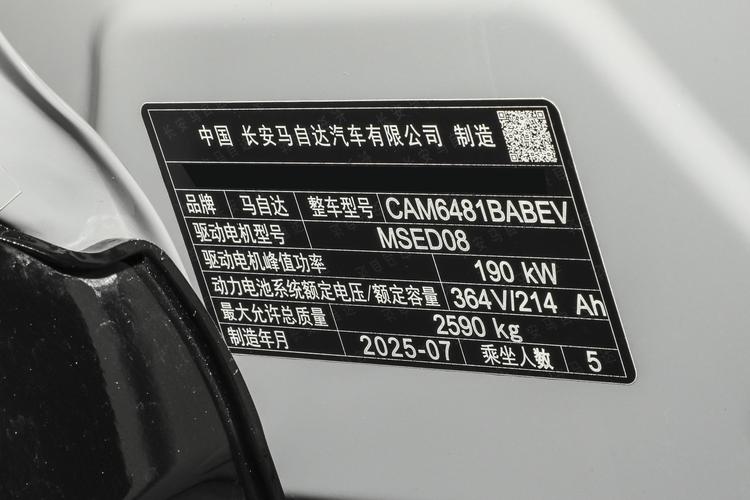 中国 长安马自达汽车有限公司 制造
品牌 马自达 整车型号 CAM6481BABEV
驱动电机型号 MSED08
驱动电机峰值功率 190 kW
动力电池系统额定电压/额定容量 364V/214 Ah
最大允许总质量 2590 kg
制造年月 2025-07 乘坐人数 5